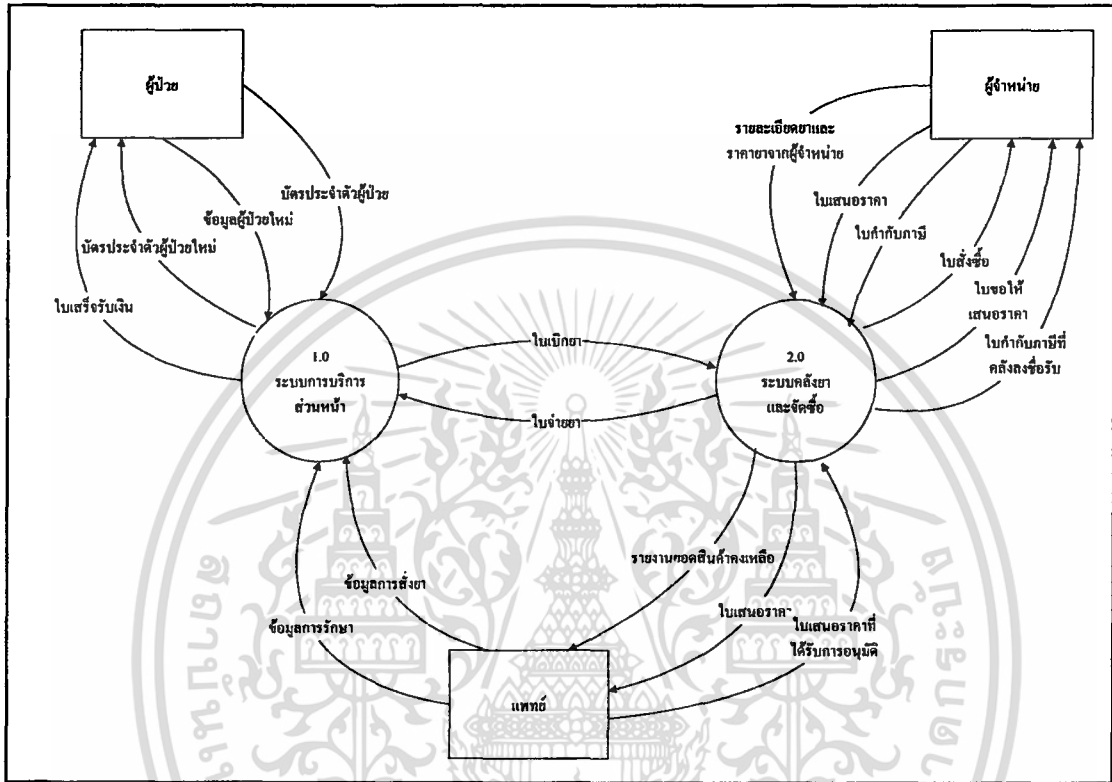 ผู้ป่วย
ผู้จำหน่าย
รายละเอียดยาและ
ราคายาจากผู้จำหน่าย
บัตรประจำตัวผู้ป่วย
ข้อมูลผู้ป่วยใหม่
บัตรประจำตัวผู้ป่วยใหม่
ใบเสร็จรับเงิน
ใบเสนอราคา
ใบกำกับภาษี
ใบสั่งซื้อ
ใบขอให้
เสนอราคา
ใบกำกับภาษีที่
คลังลงชื่อรับ
1.0
ระบบการบริการ
ส่วนหน้า
ใบเบิกยา
ใบจ่ายยา
2.0
ระบบคลังยา
และจัดซื้อ
ข้อมูลการสั่งยา
ข้อมูลการรักษา
รายงานยอดสินค้าคงเหลือ
ใบเสนอราคา
ใบเสนอราคาที่
ได้รับการอนุมัติ
แพทย์